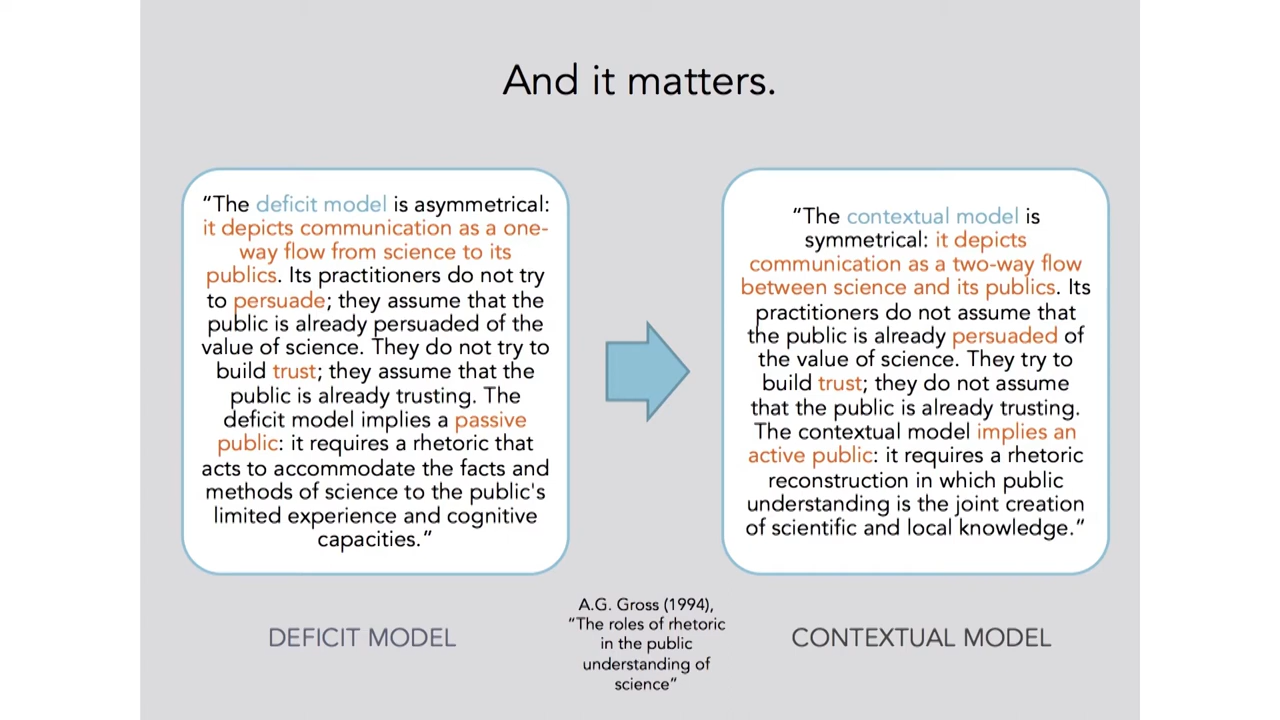 And it matters.
“The deficit model is asymmetrical:
it depicts communication as a one-
way flow from science to its
publics. Its practitioners do not try
to persuade; they assume that the
public is already persuaded of the
value of science. They do not try to
build trust; they assume that the
public is already trusting. The
deficit model implies a passive
public: it requires a rhetoric that
acts to accommodate the facts and
methods of science to the public's
limited experience and cognitive
capacities.”
DEFICIT MODEL
“The contextual model is
symmetrical: it depicts
communication as a two-way flow
between science and its publics. Its
practitioners do not assume that
the public is already persuaded of
the value of science. They try to
build trust; they do not assume
that the public is already trusting.
The contextual model implies an
active public: it requires a rhetoric
reconstruction in which public
understanding is the joint creation
of scientific and local knowledge.”
CONTEXTUAL MODEL
A.G. Gross (1994),
“The roles of rhetoric
in the public
understanding of
science”